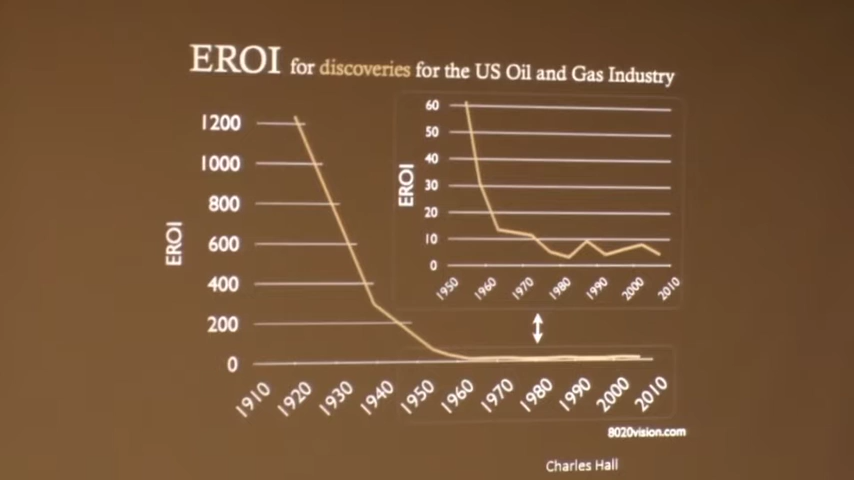 EROI for discoveries for the US Oil and Gas Industry
1200
1000
800
600
400
200
0
EROI
1910 1920 1930 1940 1950 1960 1970 1980 1990 2000 2010
60
50
40
30
20
10
0
EROI
1950 1960 1970 1980 1990 2000 2010
8020vision.com
Charles Hall